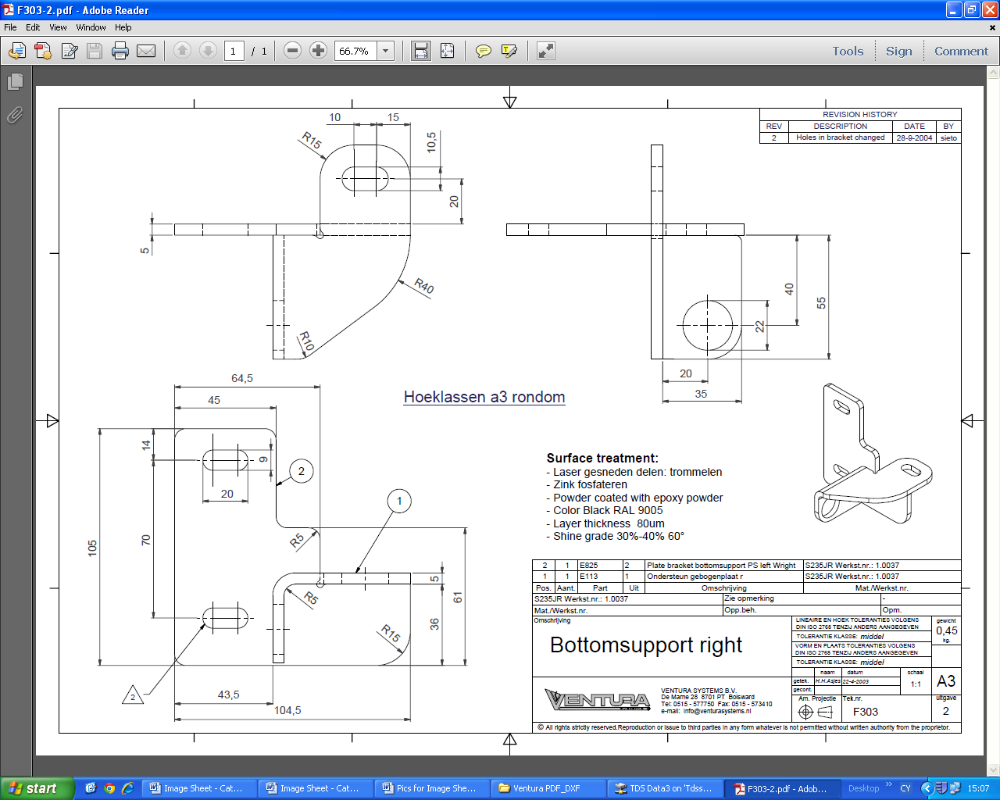 F303-2.pdf - Adobe Reader
File Edit View Window Help
1 / 1 66.7% Tools Sign Comment
REVISION HISTORY
REV DESCRIPTION DATE BY
2 Holes in bracket changed 28-9-2004 sieto
10 15
R15
10,5
20
5
R40
R10
40
55
22
20
35
64,5
45
Hoeklassen a3 rondom
14
9
20
2
1
105
70
R5
R5
5
61
36
R15
2
43,5
104,5
Surface treatment:
- Laser gesneden delen: trommelen
- Zink fosfateren
- Powder coated with epoxy powder
- Color Black RAL 9005
- Layer thickness 80um
- Shine grade 30%-40% 60°
2 1 E825 2 Plate bracket bottomsupport PS left Wright S235JR Werkst.nr.: 1.0037
1 1 E113 1 Ondersteun gebogenplaat r S235JR Werkst.nr.: 1.0037
Pos. Aant. Part Uit Omschrijving Mat./Werkst.nr.
S235JR Werkst.nr.: 1.0037 Zie opmerking -
Mat./Werkst.nr. Opp.beh. Opm.
Omschrijving
Bottomsupport right
LINEAIRE EN HOEK TOLERANTIES VOLGENS
DIN ISO 2768 TENZIJ ANDERS AANGEGEVEN
TOLERANTIE KLASSE: middel
VORM EN PLAATS TOLERANTIES VOLGENS
DIN ISO 2768 TENZIJ ANDERS AANGEGEVEN
TOLERANTIE KLASSE: middel
gewicht
0,45
kg.
naam datum schaal
getek. H.H.Asjes 22-4-2003 1:1 A3
gecont.
Am. Projectie Tek.nr. uitgave
F303 2
VENTURA
systems b.v.
VENTURA SYSTEMS B.V.
De Marne 28 8701 PT Bolsward
Tel: 0515 - 577750 Fax: 0515 - 573410
e-mail: info@venturasystems.nl
© All rights strictly reserved.Reproduction or issue to third parties in any form whatever is not permitted without written authority from the proprietor.
start Image Sheet - Cat... Image Sheet - Cat... Pics for Image She... Ventura PDF_DXF TDS Data3 on 'Tdss... F303-2.pdf - Adob... Desktop » CY 15:07